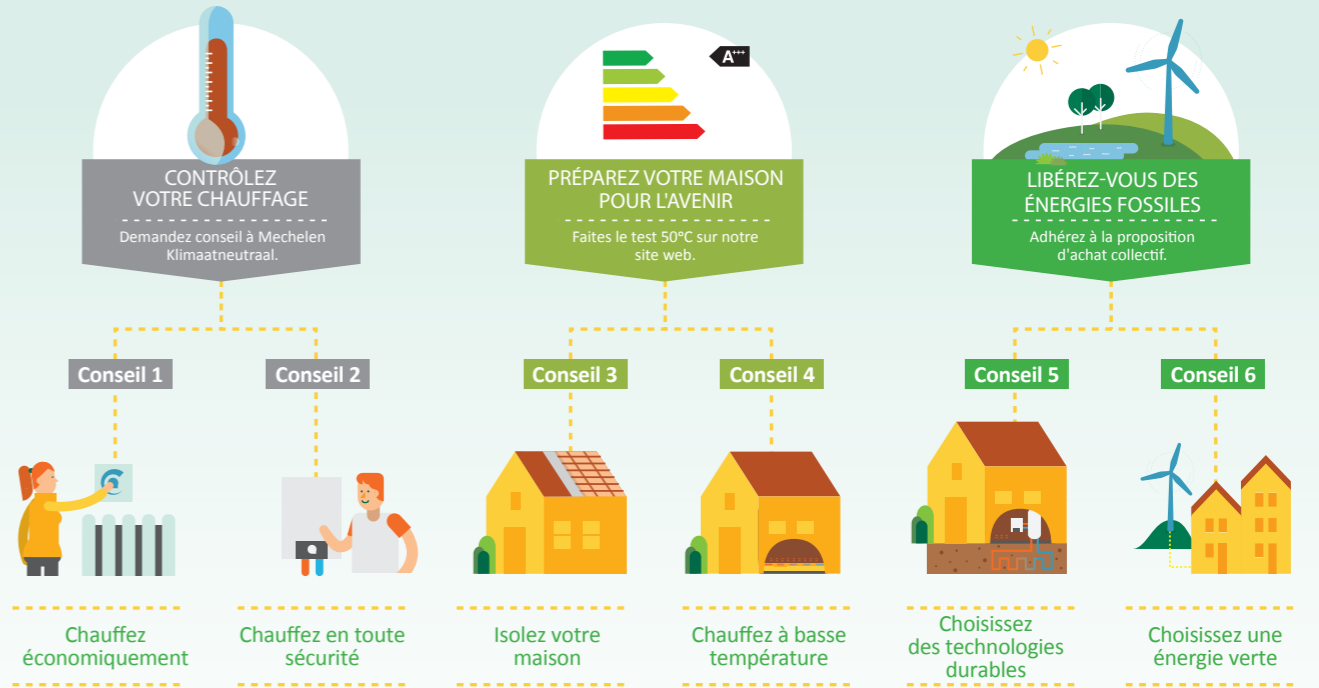 A+++
CONTRÔLEZ
VOTRE CHAUFFAGE
Demandez conseil à Mechelen
Klimaatneutraal.
PRÉPAREZ VOTRE MAISON
POUR L'AVENIR
Faites le test 50°C sur notre
site web.
LIBÉREZ-VOUS DES
ÉNERGIES FOSSILES
Adhérez à la proposition
d'achat collectif.
Conseil 1
Conseil 2
Conseil 3
Conseil 4
Conseil 5
Conseil 6
Chauffez
économiquement
Chauffez en toute
sécurité
Isolez votre
maison
Chauffez à basse
température
Choisissez
des technologies
durables
Choisissez une
énergie verte